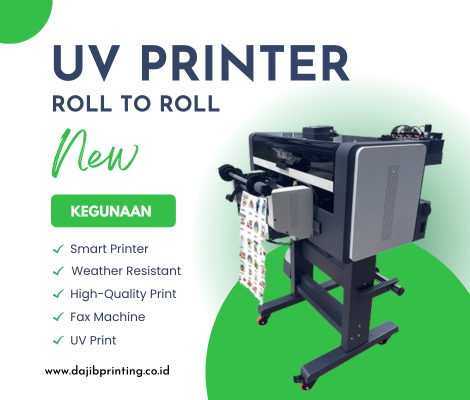 UV PRINTER
ROLL TO ROLL
New
KEGUNAAN
Smart Printer
Weather Resistant
High-Quality Print
Fax Machine
UV Print
www.dajibprinting.co.id